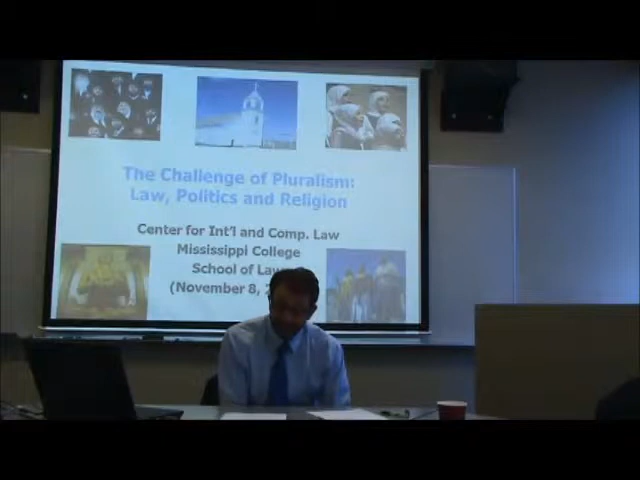 The Challenge of Pluralism:
Law, Politics and Religion
Center for Int'l and Comp. Law
Mississippi College
School of Law
(November 8,